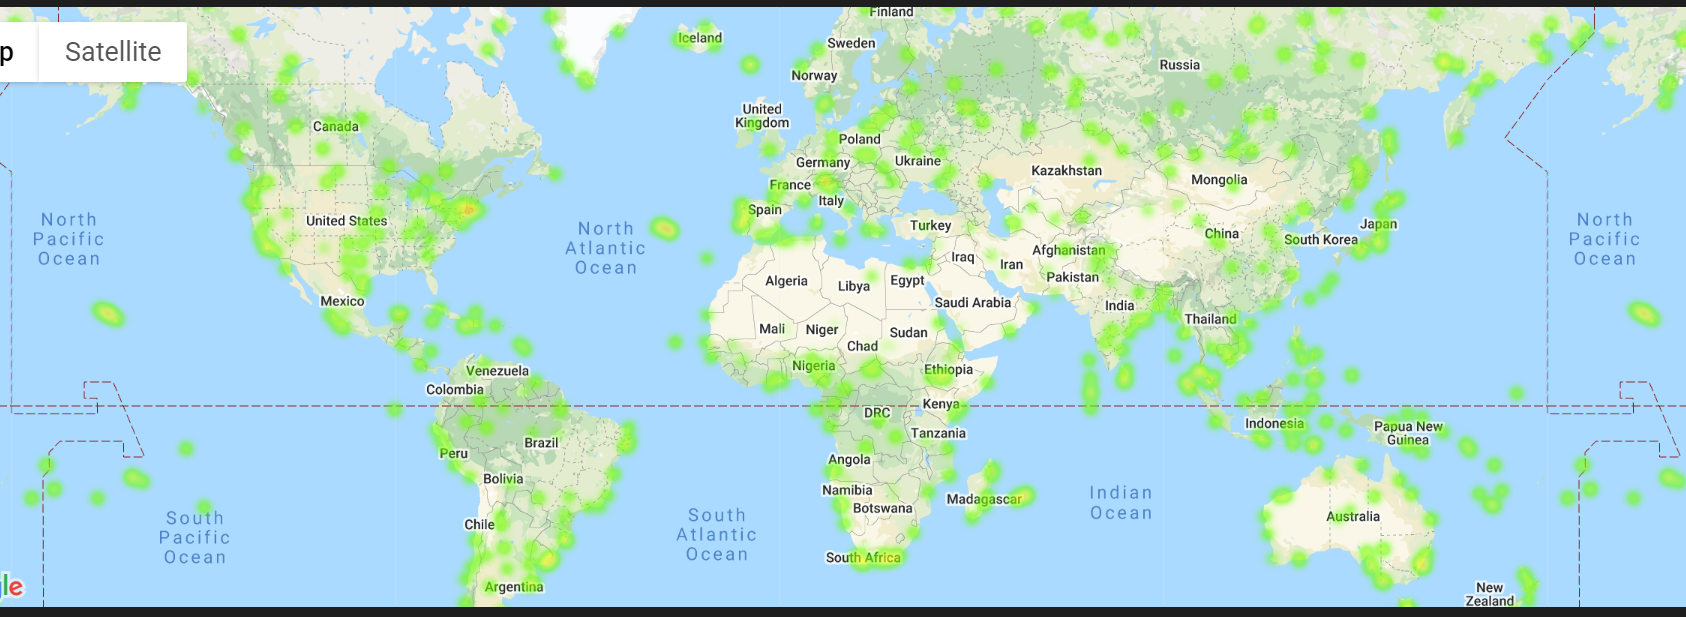 Finland
p
Satellite
Iceland
Sweden
Norway
Russia
United
Kingdom
Canada
Poland
Germany
Ukraine
Kazakhstan
France
Mongolia
Italy
Spain
United States
Turkey
North
Pacific
Ocean
North
Atlantic
Ocean
China
South Korea
Japan
North
Pacific
Ocean
Iraq
Iran
Afghanistan
Pakistan
Algeria
Libya
Egypt
Saudi Arabia
India
Mexico
Thailand
Mali
Niger
Chad
Sudan
Nigeria
Ethiopia
Venezuela
Colombia
Kenya
DRC
Indonesia
Papua New
Guinea
Tanzania
Brazil
Peru
Angola
Bolivia
Namibia
Botswana
Madagascar
Indian
Ocean
Australia
Chile
South
Pacific
Ocean
South
Atlantic
Ocean
South Africa
Argentina
New
Zealand
le